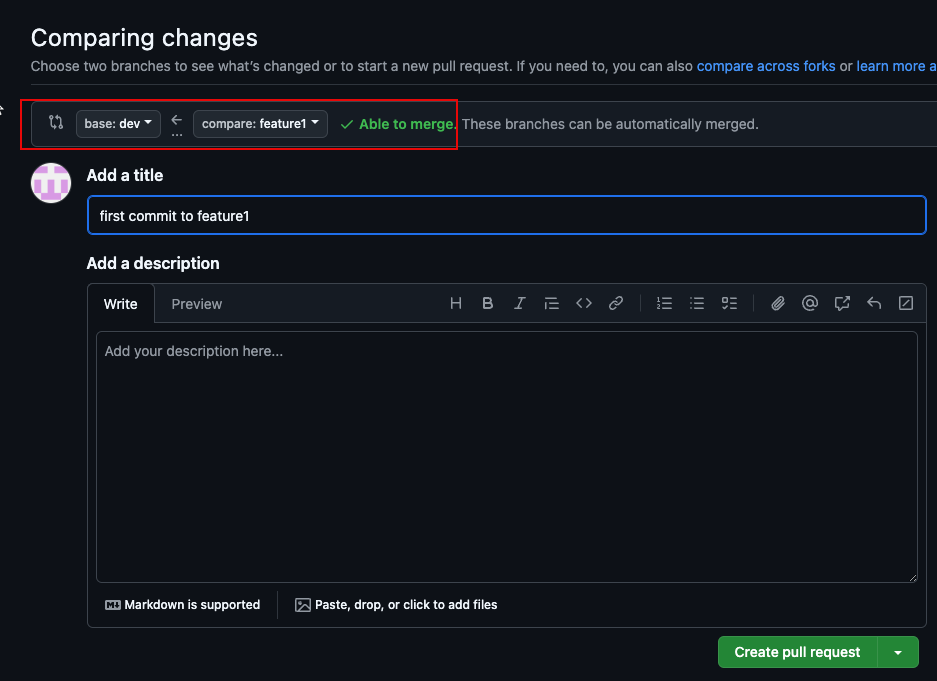 Comparing changes
Choose two branches to see what's changed or to start a new pull request. If you need to, you can also compare across forks or learn more a
base: dev ... compare: feature1 Able to merge. These branches can be automatically merged.
Add a title
first commit to feature1
Add a description
Write Preview
Add your description here...
Markdown is supported Paste, drop, or click to add files
Create pull request